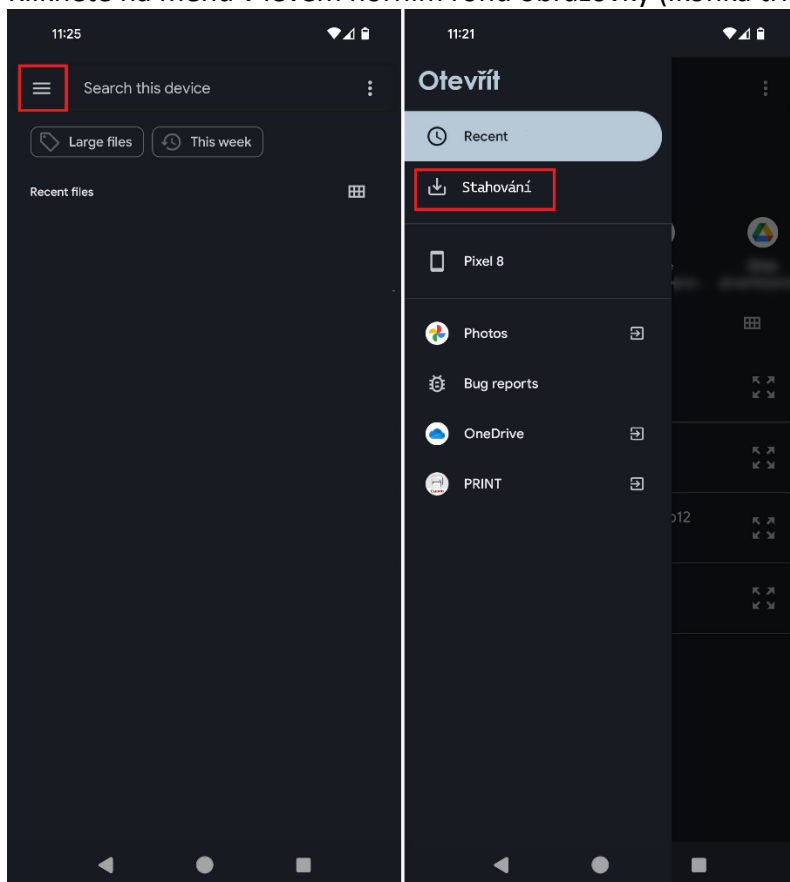 11:25
Search this device
Large files
This week
Recent files
11:21
Otevřít
Recent
Stahování
Pixel 8
Photos
Bug reports
OneDrive
PRINT